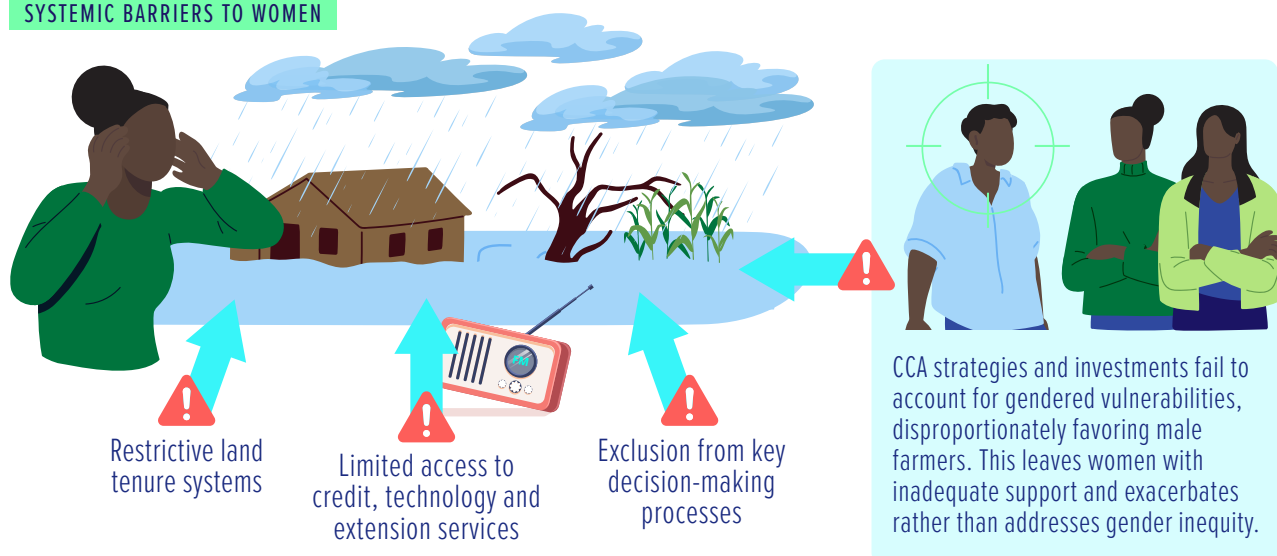 SYSTEMIC BARRIERS TO WOMEN
FM
Restrictive land
tenure systems
Limited access to
credit, technology and
extension services
Exclusion from key
decision-making
processes
CCA strategies and investments fail to
account for gendered vulnerabilities,
disproportionately favoring male
farmers. This leaves women with
inadequate support and exacerbates
rather than addresses gender inequity.